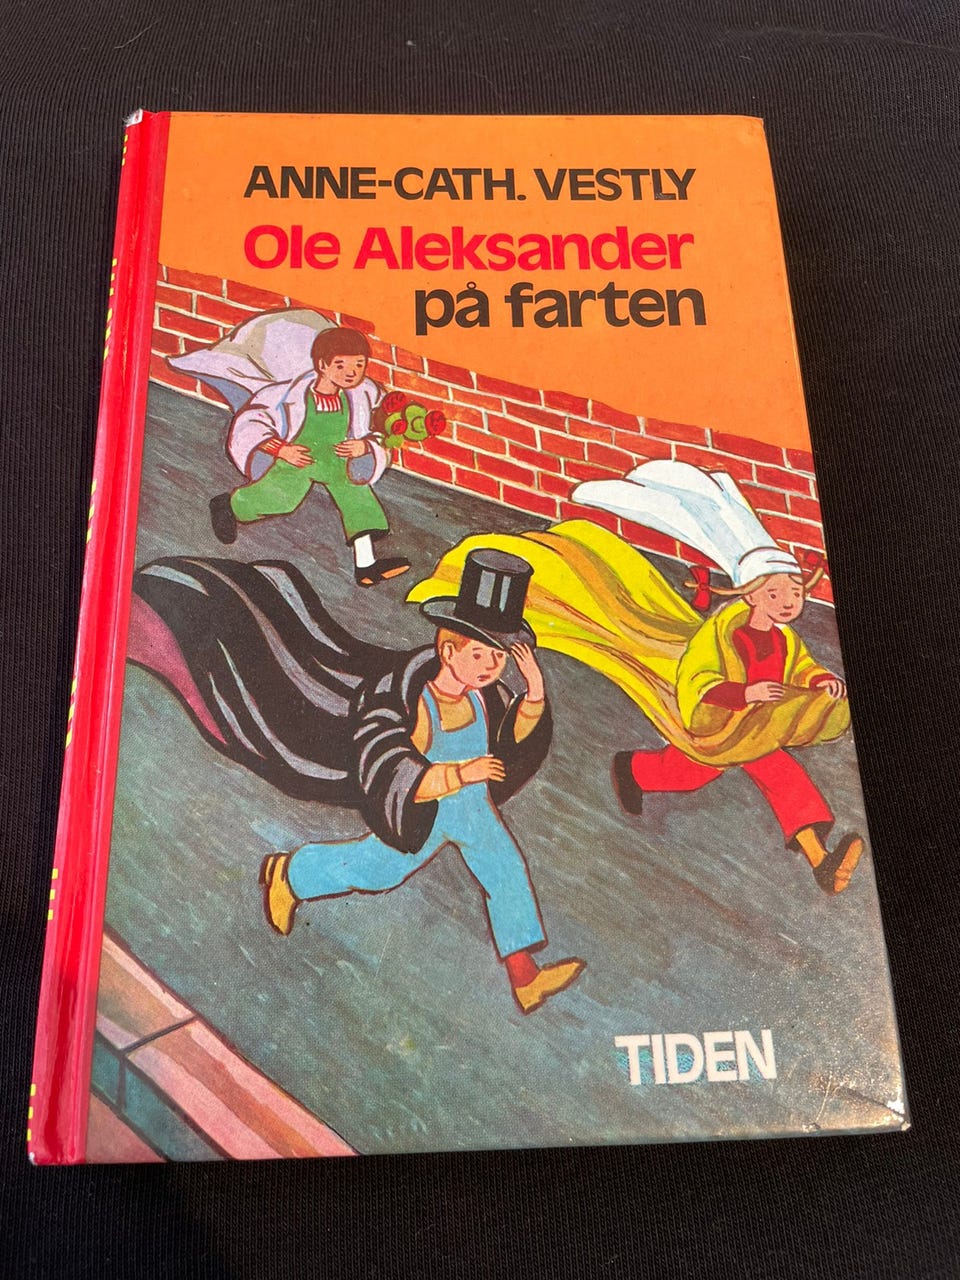 ANNE-CATH. VESTLY
Ole Aleksander
på farten
TIDEN